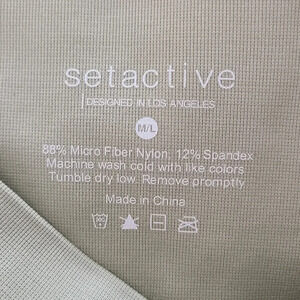 setactive
DESIGNED IN LOS ANGELES
M/L
88% Micro Fiber Nylon, 12% Spandex
Machine wash cold with like colors
Tumble dry low. Remove promptly
Made in China